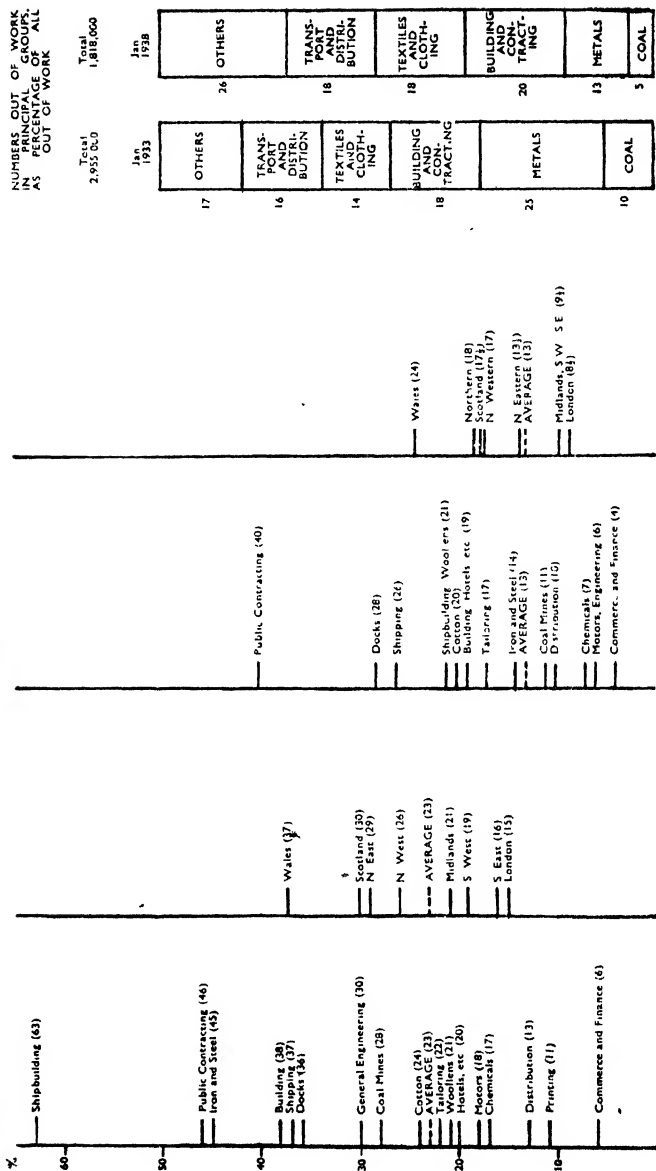 %
60
50
40
30
20
10
Shipbuilding (63)
Public Contracting (46)
Iron and Steel (45)
Building (38)
Shipping (37)
Docks (36)
General Engineering (30)
Coal Mines (28)
Cotton (24)
AVERAGE (23)
Tailoring (22)
Woollens (21)
Hotels, etc (20)
Motors (18)
Chemicals (17)
Distribution (13)
Printing (11)
Commerce and Finance (6)
Wales (37)
Scotland (30)
N East (29)
N West (26)
AVERAGE (23)
Midlands (21)
S West (19)
S East (16)
London (15)
Public Contracting (40)
Docks (28)
Shipping (26)
Shipbuilding Woollens (21)
Cotton (20)
Building Hotels etc (19)
Tailoring (17)
Iron and Steel (14)
AVERAGE (13)
Coal Mines (11)
Distribution (10)
Chemicals (7)
Motors, Engineering (6)
Commerce and Finance (4)
Wales (24)
Northern (18)
Scotland (17½)
N Western (17)
N Eastern (13½)
AVERAGE (13)
Midlands, S W S E (9½)
London (8½)
NUMBERS OUT OF WORK
IN PRINCIPAL GROUPS,
AS PERCENTAGE OF ALL
OUT OF WORK
Total
2,955 000
Jan
1933
17 OTHERS
16 TRANS-
PORT
AND
DISTRI-
BUTION
14 TEXTILES
AND
CLOTH-
ING
18 BUILDING
AND
CON-
TRACTING
25 METALS
10 COAL
Total
1,818,000
Jan
1938
26 OTHERS
18 TRANS-
PORT
AND
DISTRI-
BUTION
18 TEXTILES
AND
CLOTH-
ING
20 BUILDING
AND
CON-
TRACT-
ING
13 METALS
5 COAL